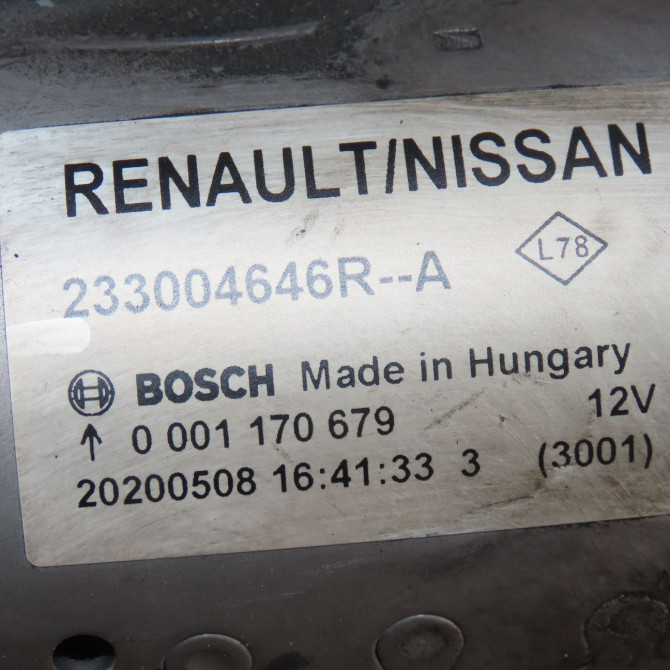 RENAULT/NISSAN
L78
233004646R--A
BOSCH Made in Hungary
↑ 0 001 170 679 12V
20200508 16:41:33 3 (3001)